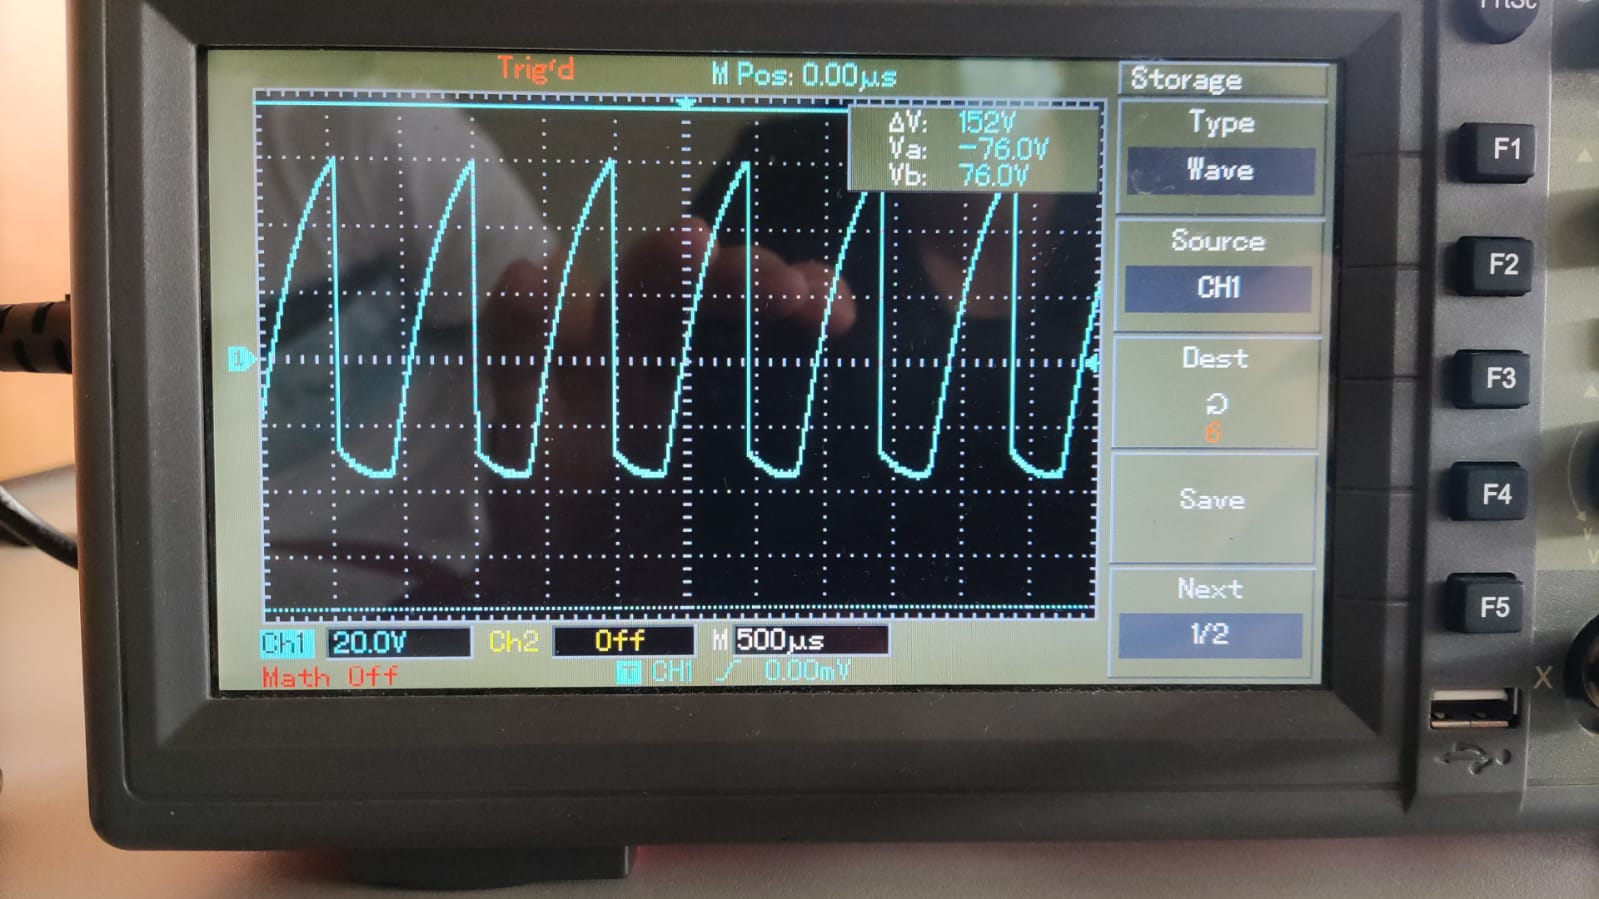 Trig'd M Pos: 0.00µs
ΔV: 152V
Va: -76.0V
Vb: 76.0V
1
Ch1 20.0V Ch2 Off M 500µs
Math Off T CH1 0.00mV
Storage
Type
Wave
Source
CH1
Dest
6
Save
Next
1/2
F1
F2
F3
F4
F5
X